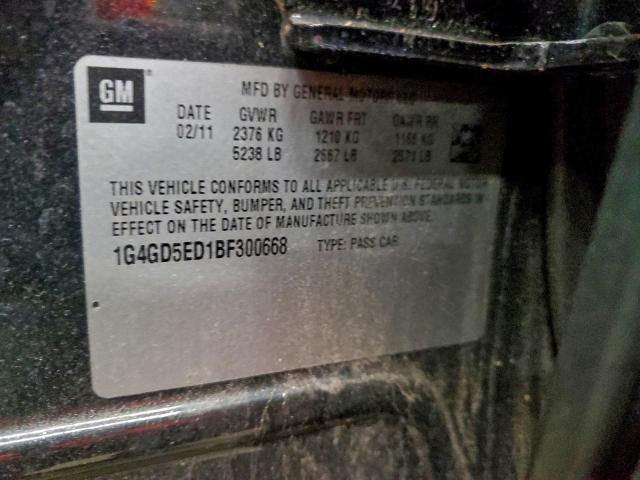 GM
MFD BY GENERAL MOTORS LLC
DATE GVWR GAWR FRT GAWR RR
02/11 2376 KG 1210 KG 1166 KG
5238 LB 2667 LB 2571 LB
THIS VEHICLE CONFORMS TO ALL APPLICABLE U.S. FEDERAL MOTOR
VEHICLE SAFETY, BUMPER, AND THEFT PREVENTION STANDARDS IN
EFFECT ON THE DATE OF MANUFACTURE SHOWN ABOVE.
1G4GD5ED1BF300668 TYPE: PASS CAR